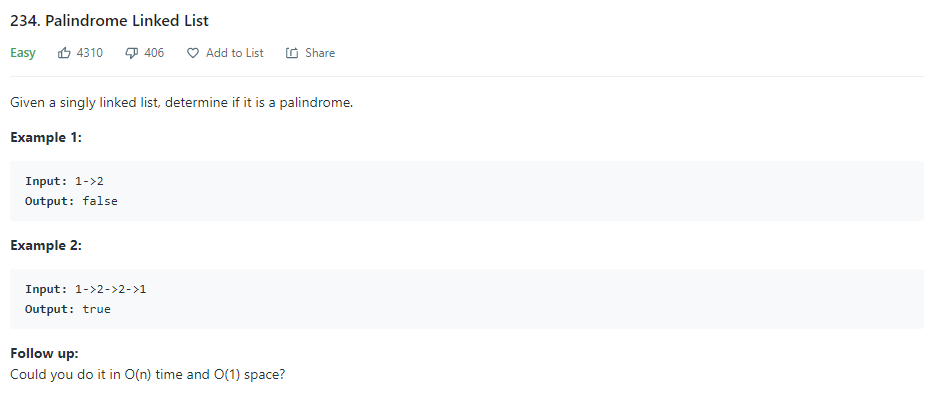 234. Palindrome Linked List
Easy 4310 406 Add to List Share
Given a singly linked list, determine if it is a palindrome.
Example 1:
Input: 1->2
Output: false
Example 2:
Input: 1->2->2->1
Output: true
Follow up:
Could you do it in O(n) time and O(1) space?